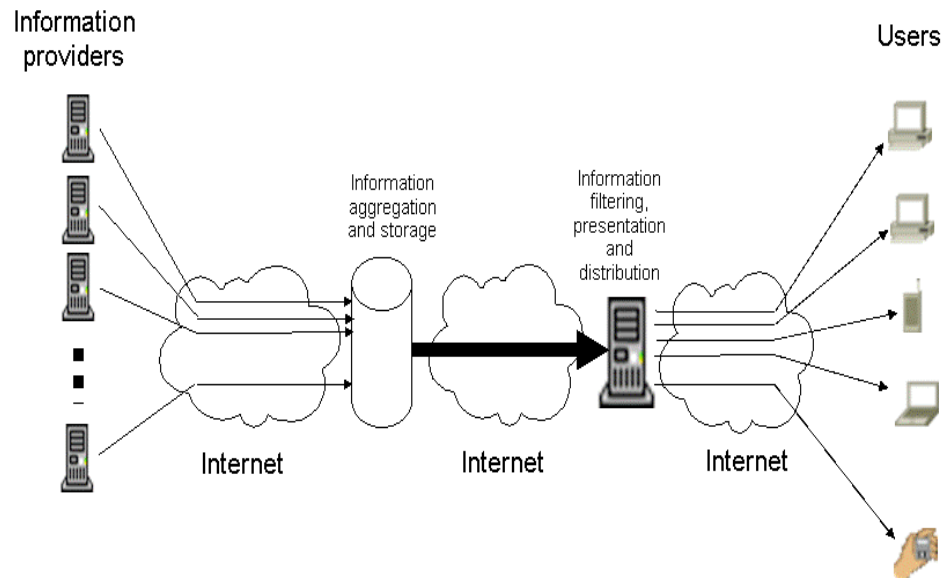 Information
providers
Users
Information
aggregation
and storage
Information
filtering,
presentation
and
distribution
Internet
Internet
Internet